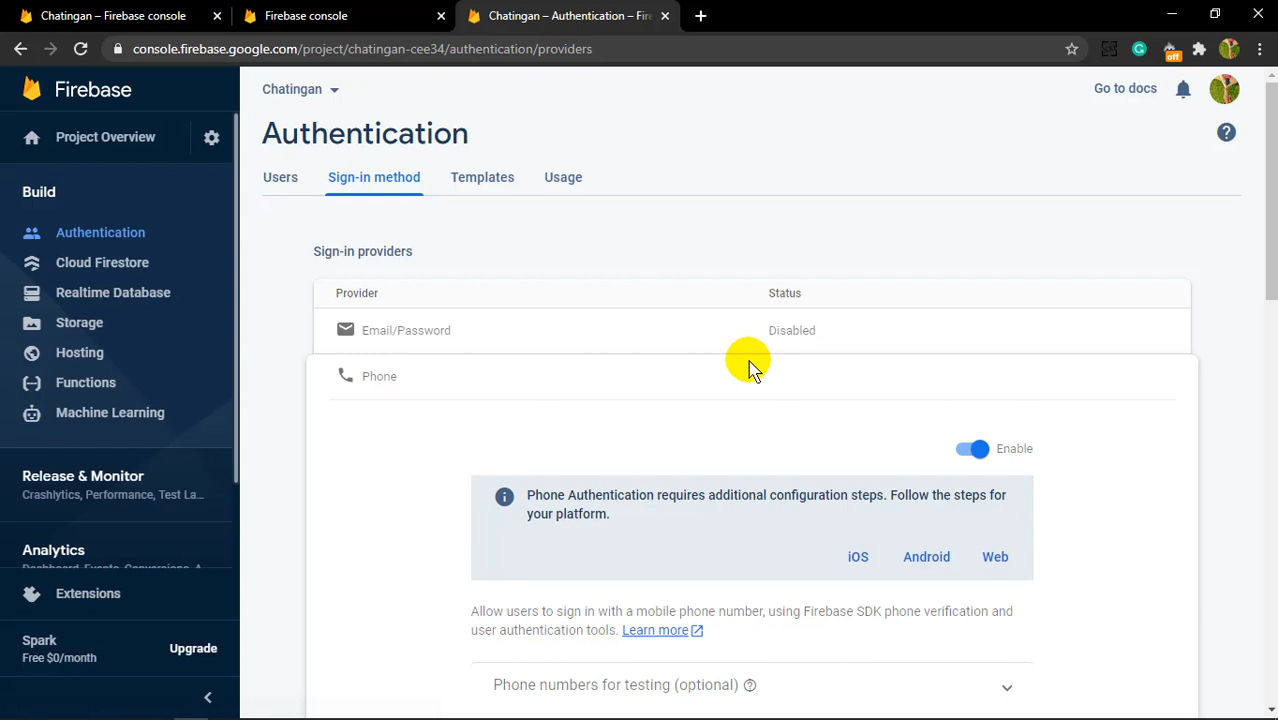 Chatingan – Firebase console
Firebase console
Chatingan – Authentication – Fire
console.firebase.google.com/project/chatingan-cee34/authentication/providers
off
Firebase
Project Overview
Build
Authentication
Cloud Firestore
Realtime Database
Storage
Hosting
Functions
Machine Learning
Release & Monitor
Crashlytics, Performance, Test La...
Analytics
Dashboard, Events, Conversions, A
Extensions
Spark
Free $0/month
Upgrade
Chatingan
Go to docs
Authentication
Users
Sign-in method
Templates
Usage
Sign-in providers
Provider
Status
Email/Password
Disabled
Phone
Enable
Phone Authentication requires additional configuration steps. Follow the steps for
your platform.
iOS
Android
Web
Allow users to sign in with a mobile phone number, using Firebase SDK phone verification and
user authentication tools. Learn more
Phone numbers for testing (optional)